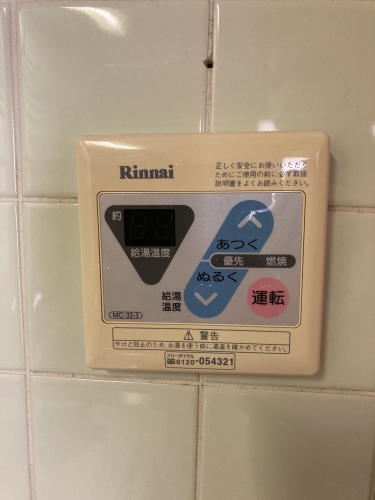 Rinnai
正しく安全にお使いいただく
ためにご使用の前に必ず取扱
説明書をよくお読みください。
約
給湯温度
あつく
優先 燃焼
ぬるく
給湯
温度
運転
MC-33-3
⚠ 警告
やけど防止のため、お湯を使う前に湯温を確かめてください。
フリーダイヤル
0120-054321